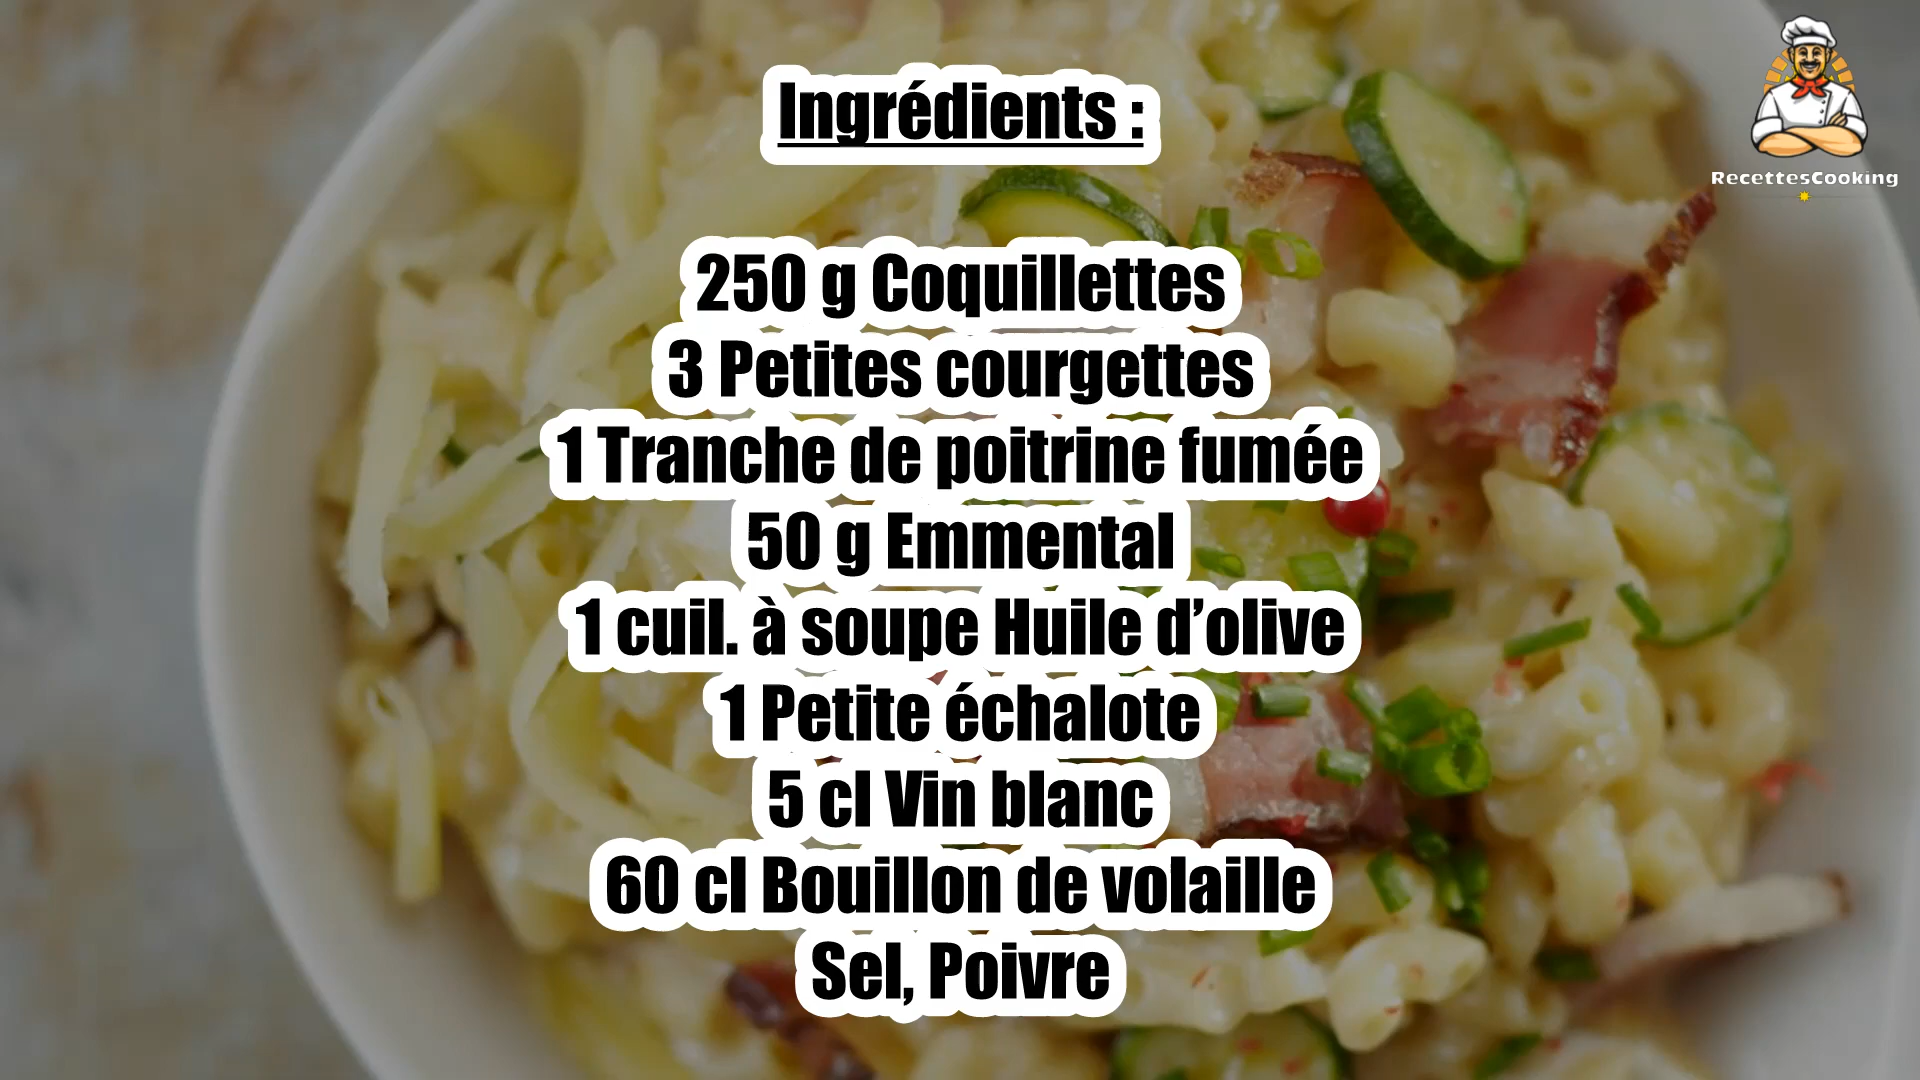 Ingrédients :
RecettesCooking
250 g Coquillettes
3 Petites courgettes
1 Tranche de poitrine fumée
50 g Emmental
1 cuil. à soupe Huile d’olive
1 Petite échalote
5 cl Vin blanc
60 cl Bouillon de volaille
Sel, Poivre